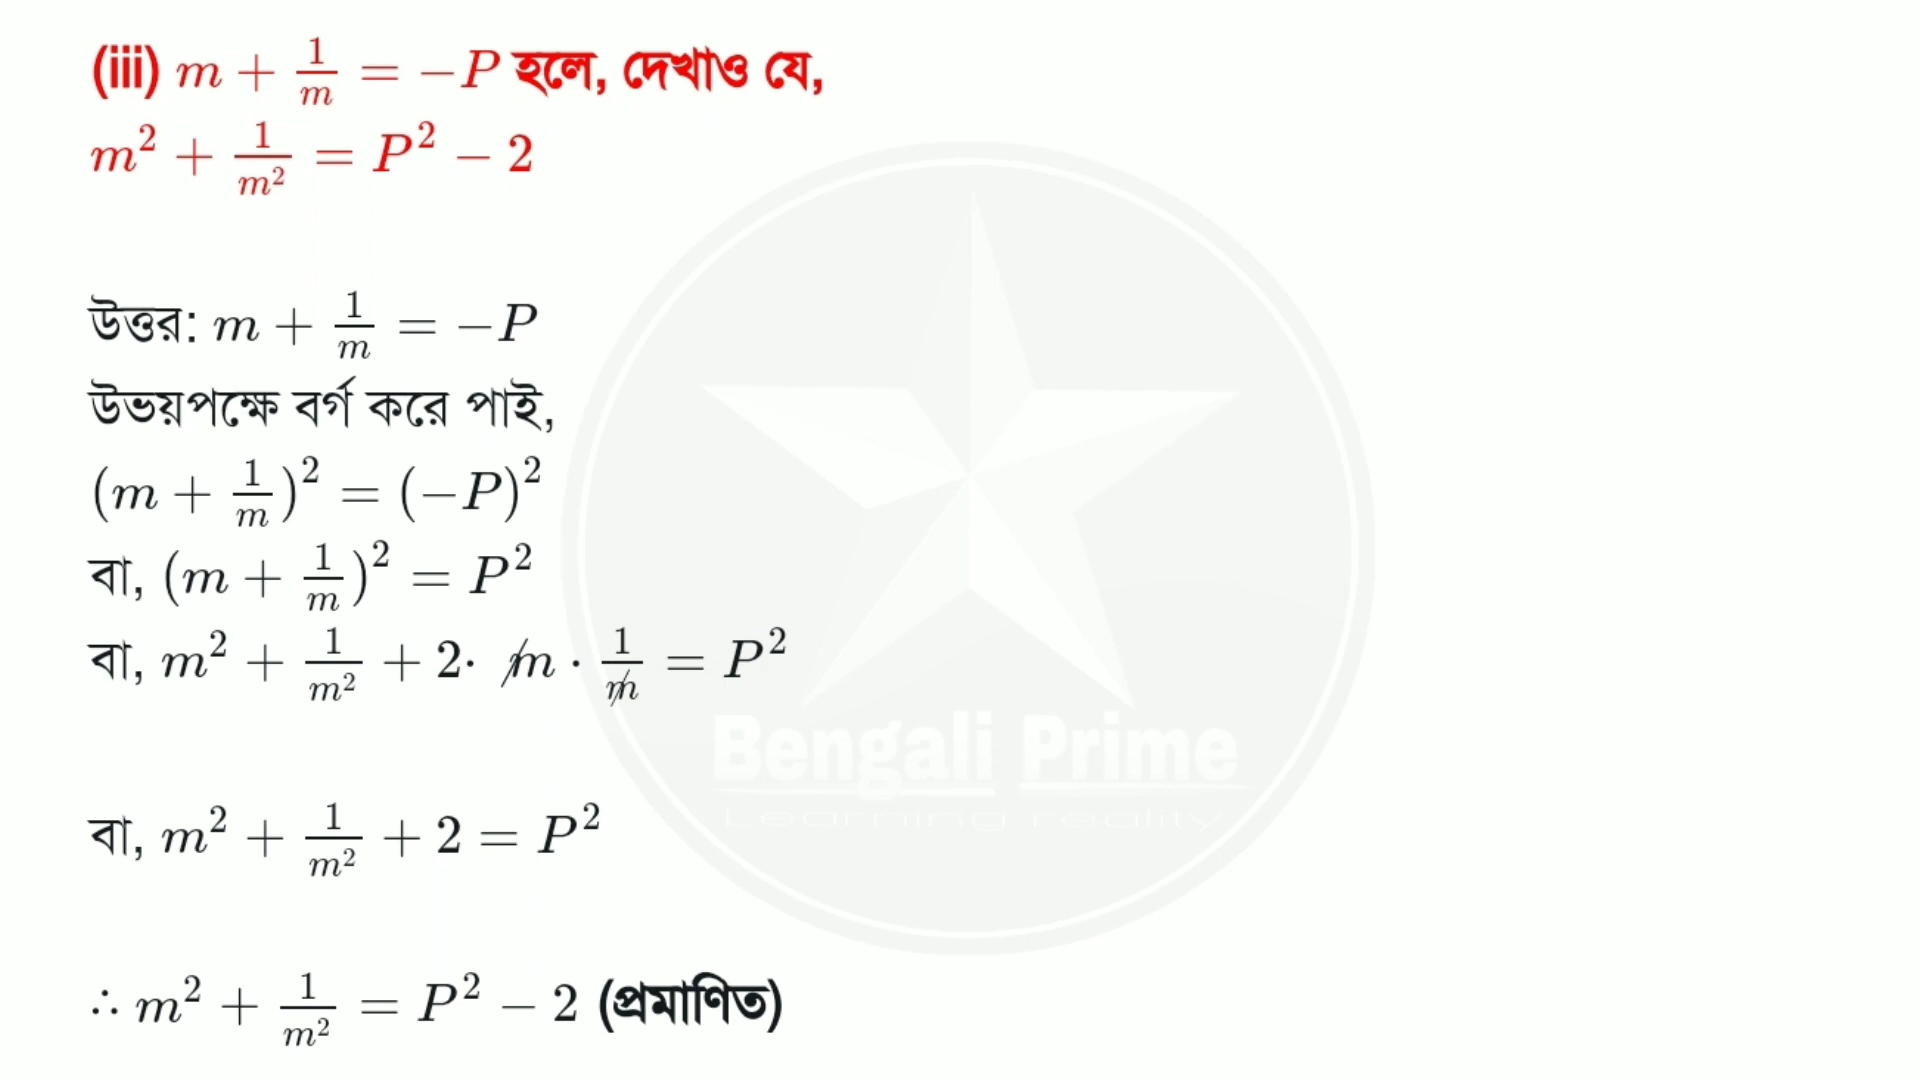 (iii) m + 1/m = −P হলে, দেখাও যে,
m² + 1/m² = P² − 2
উত্তর: m + 1/m = −P
উভয়পক্ষে বর্গ করে পাই,
(m + 1/m)² = (−P)²
বা, (m + 1/m)² = P²
বা, m² + 1/m² + 2· m · 1/m = P²
Bengali Prime
Learning reality
বা, m² + 1/m² + 2 = P²
∴ m² + 1/m² = P² − 2 (প্রমাণিত)